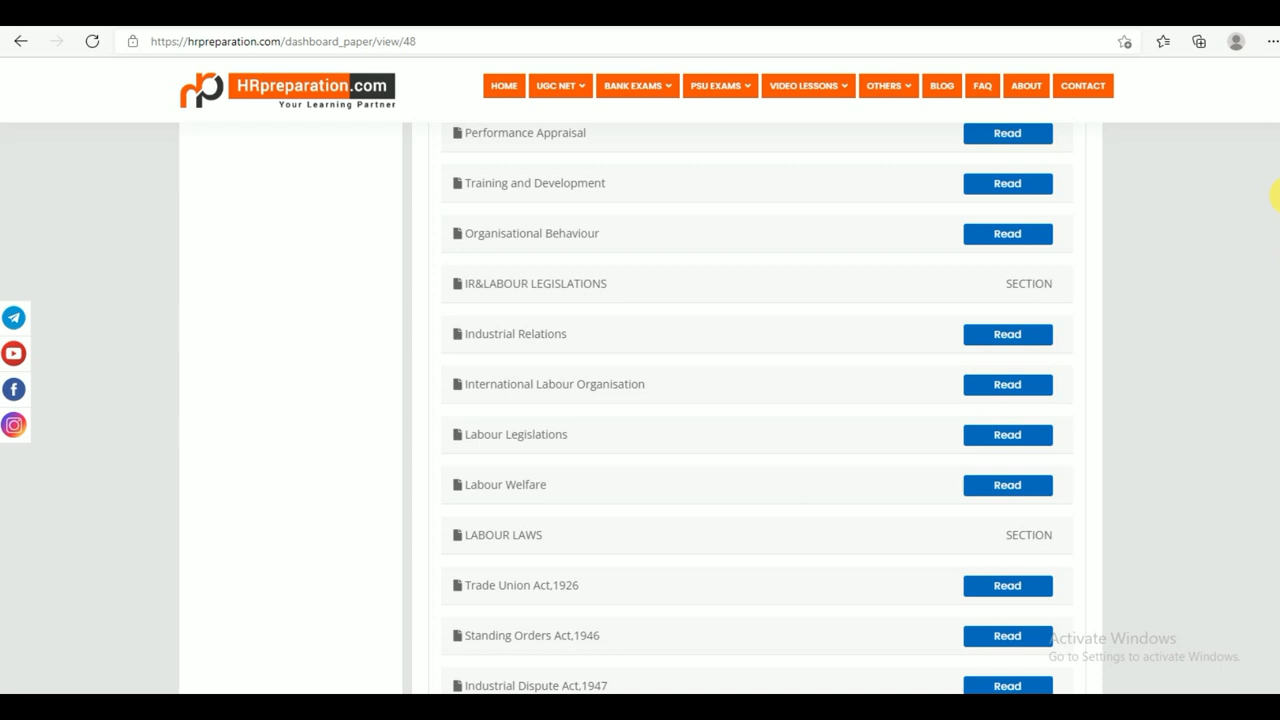 https://hrpreparation.com/dashboard_paper/view/48
HRpreparation.com
Your Learning Partner
HOME UGC NET BANK EXAMS PSU EXAMS VIDEO LESSONS OTHERS BLOG FAQ ABOUT CONTACT
Performance Appraisal Read
Training and Development Read
Organisational Behaviour Read
IR&LABOUR LEGISLATIONS SECTION
Industrial Relations Read
International Labour Organisation Read
Labour Legislations Read
Labour Welfare Read
LABOUR LAWS SECTION
Trade Union Act,1926 Read
Standing Orders Act,1946 Read
Activate Windows
Go to Settings to activate Windows.
Industrial Dispute Act,1947 Read